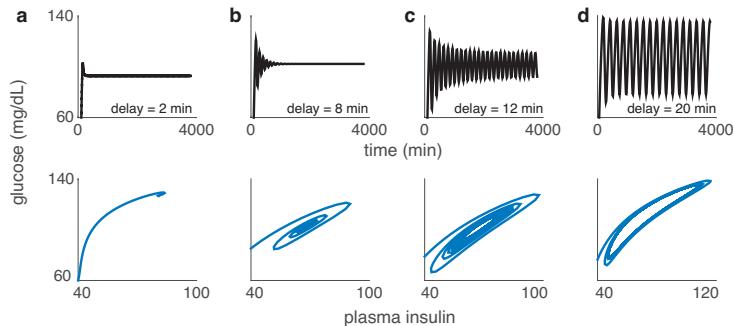 a b c d
140
60
glucose (mg/dL)
delay = 2 min
delay = 8 min
delay = 12 min
delay = 20 min
0 4000 0 4000 0 4000 0 4000
time (min)
140
60
40 100 40 100 40 100 40 120
plasma insulin